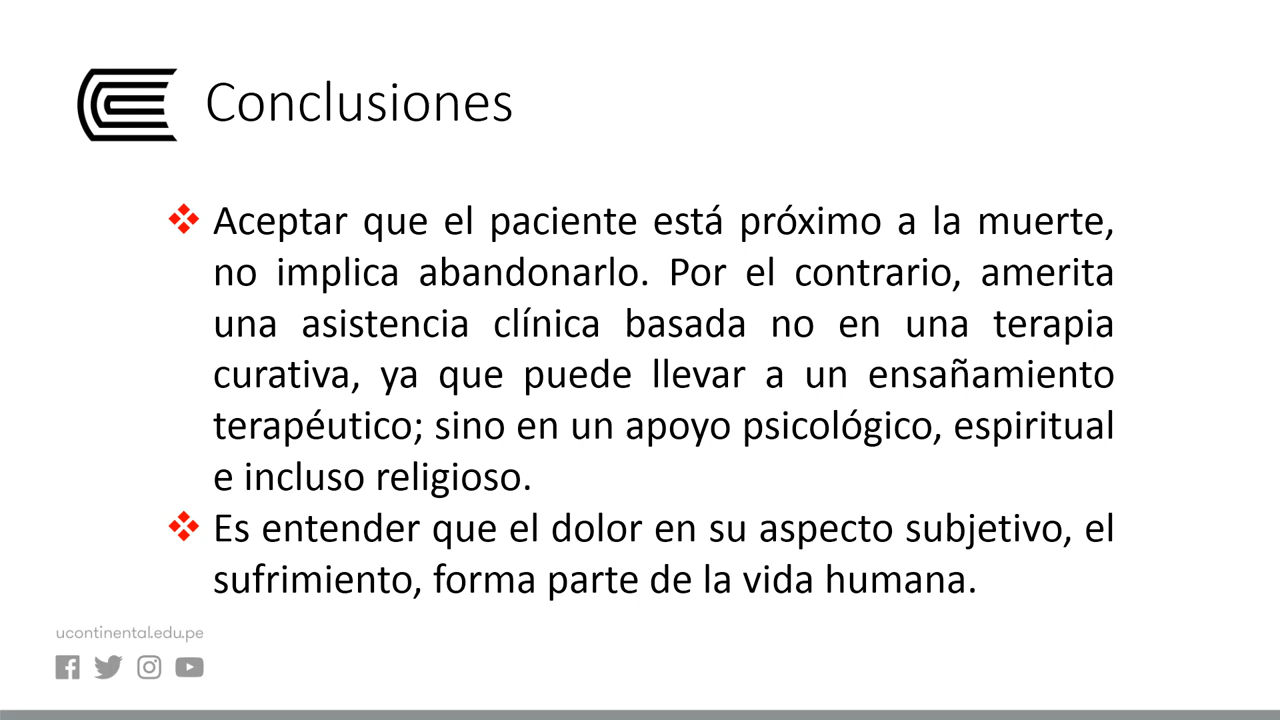 Conclusiones
Aceptar que el paciente está próximo a la muerte,
no implica abandonarlo. Por el contrario, amerita
una asistencia clínica basada no en una terapia
curativa, ya que puede llevar a un ensañamiento
terapéutico; sino en un apoyo psicológico, espiritual
e incluso religioso.
Es entender que el dolor en su aspecto subjetivo, el
sufrimiento, forma parte de la vida humana.
ucontinental.edu.pe